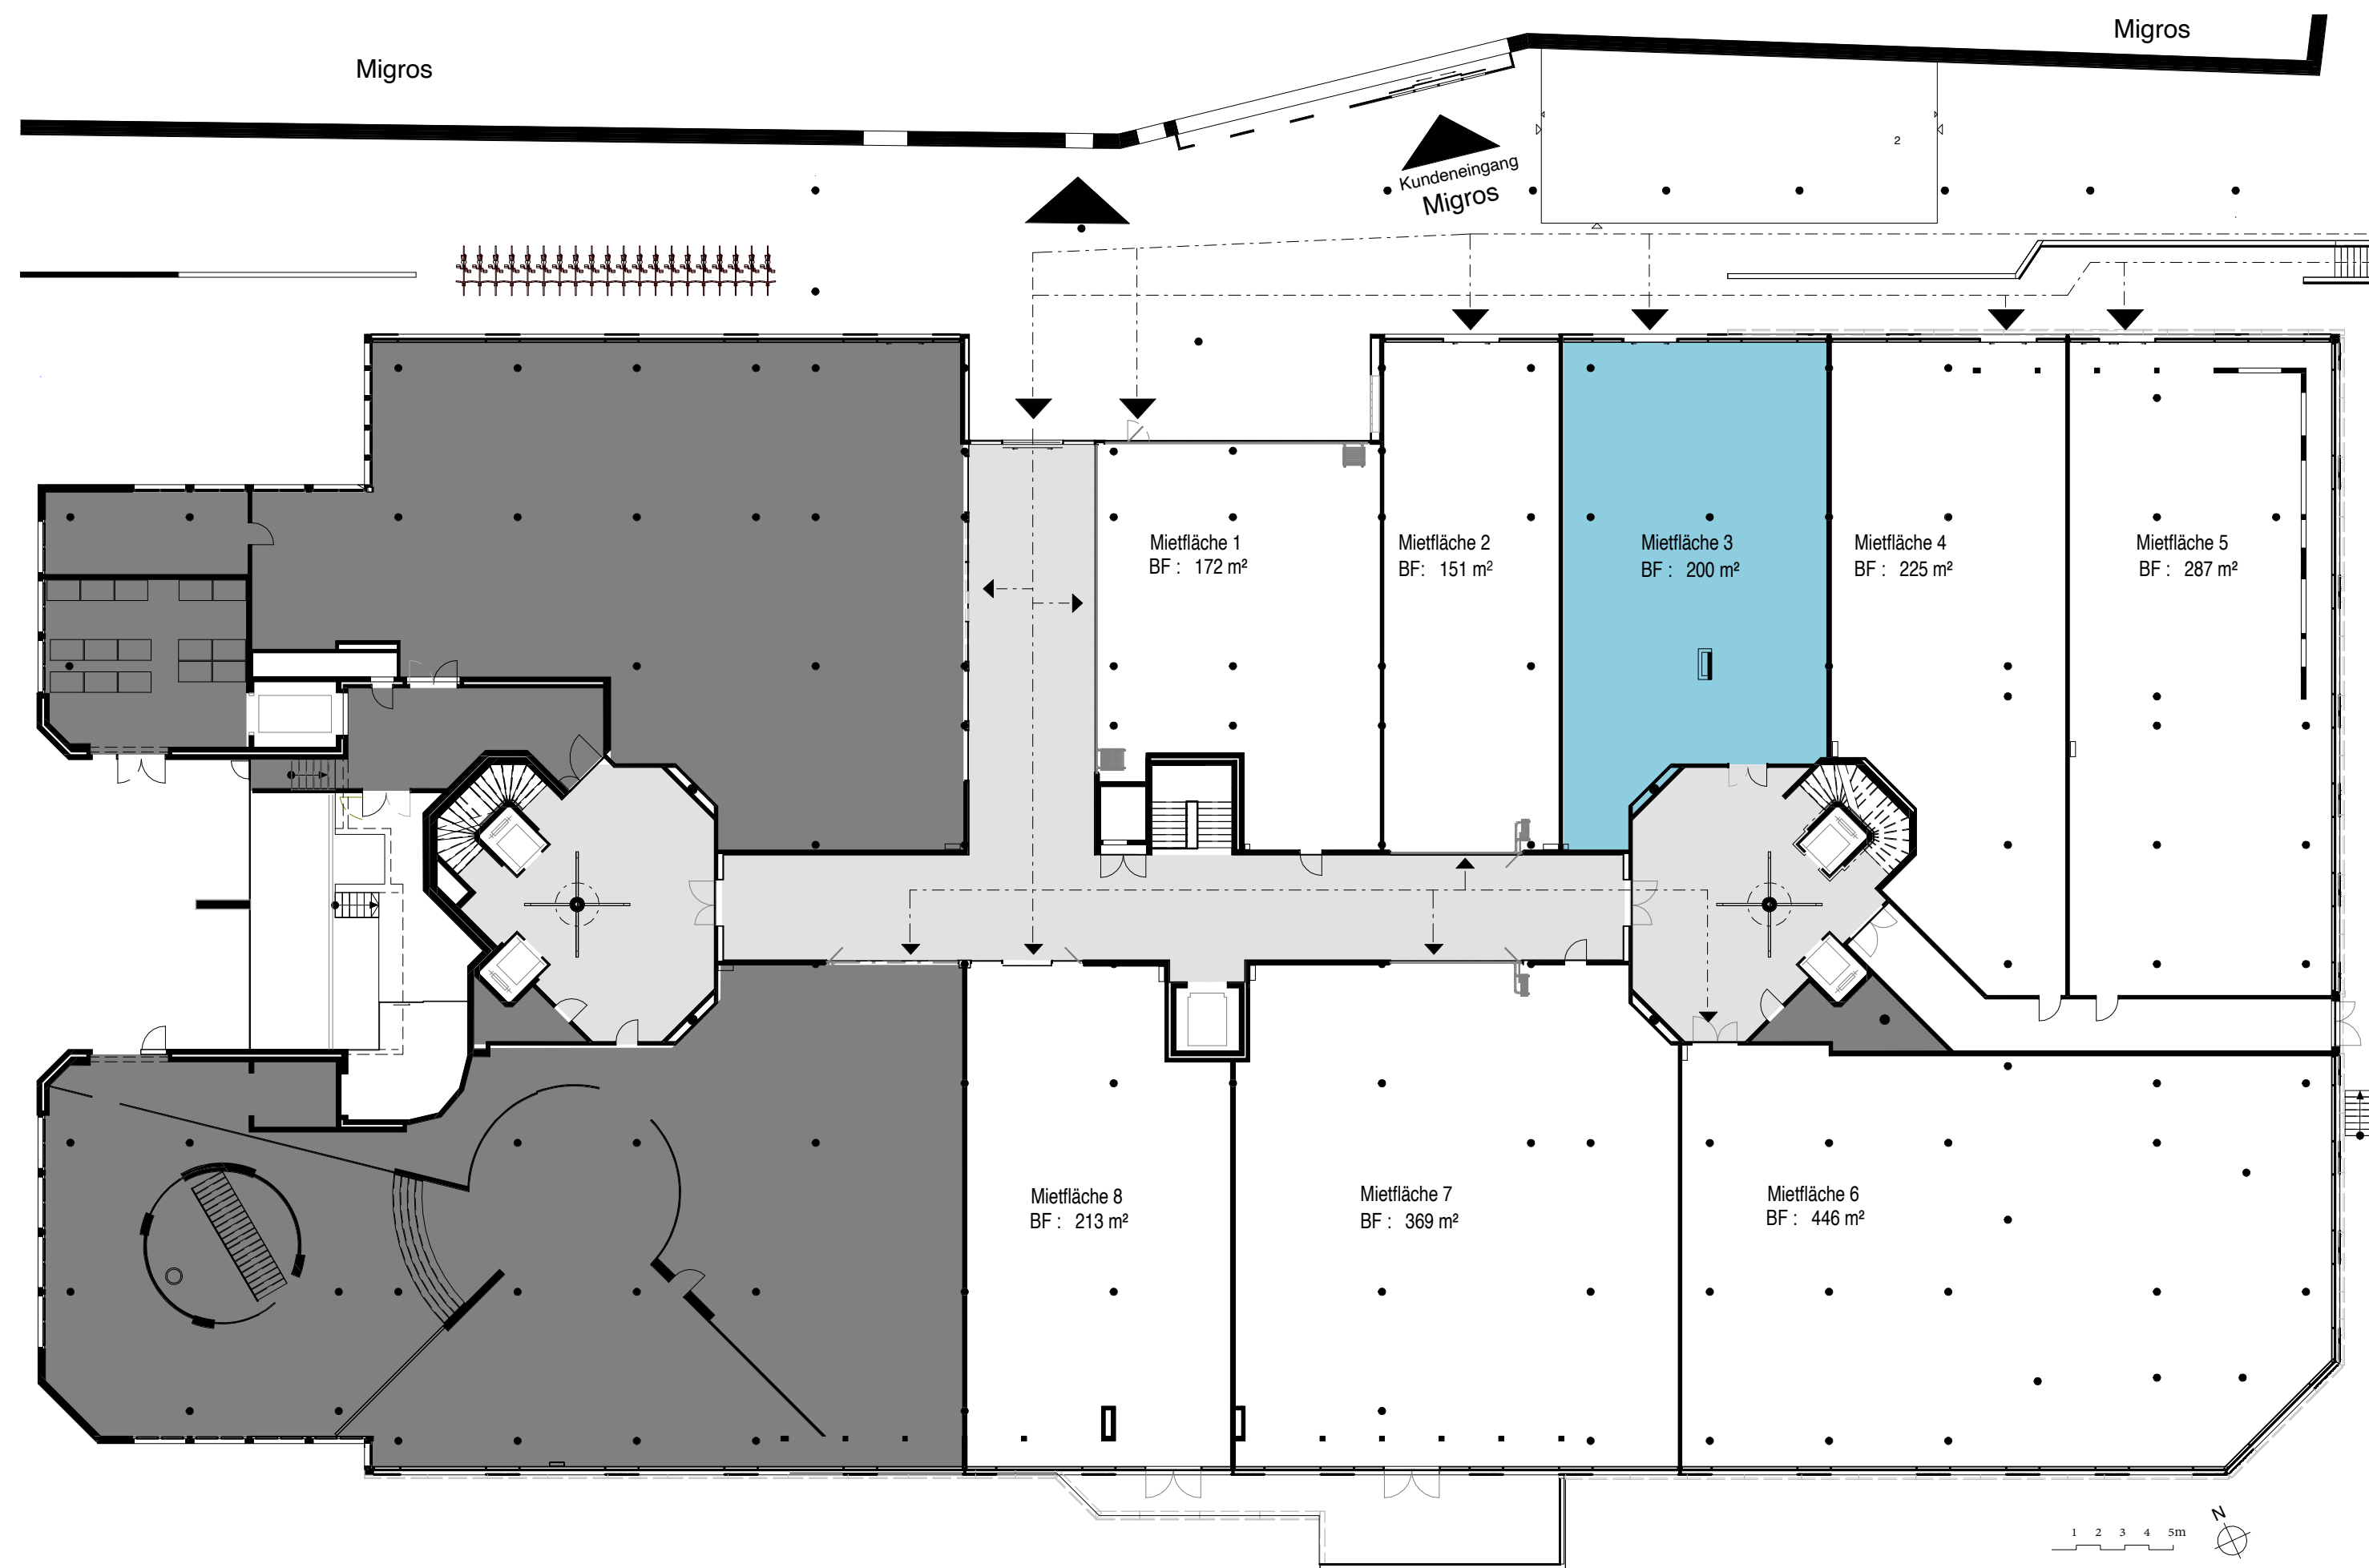 Migros
Migros
2
Kundeneingang
Migros
Mietfläche 1
BF : 172 m²
Mietfläche 2
BF: 151 m²
Mietfläche 3
BF : 200 m²
Mietfläche 4
BF : 225 m²
Mietfläche 5
BF : 287 m²
Mietfläche 8
BF : 213 m²
Mietfläche 7
BF : 369 m²
Mietfläche 6
BF : 446 m²
N
1 2 3 4 5m